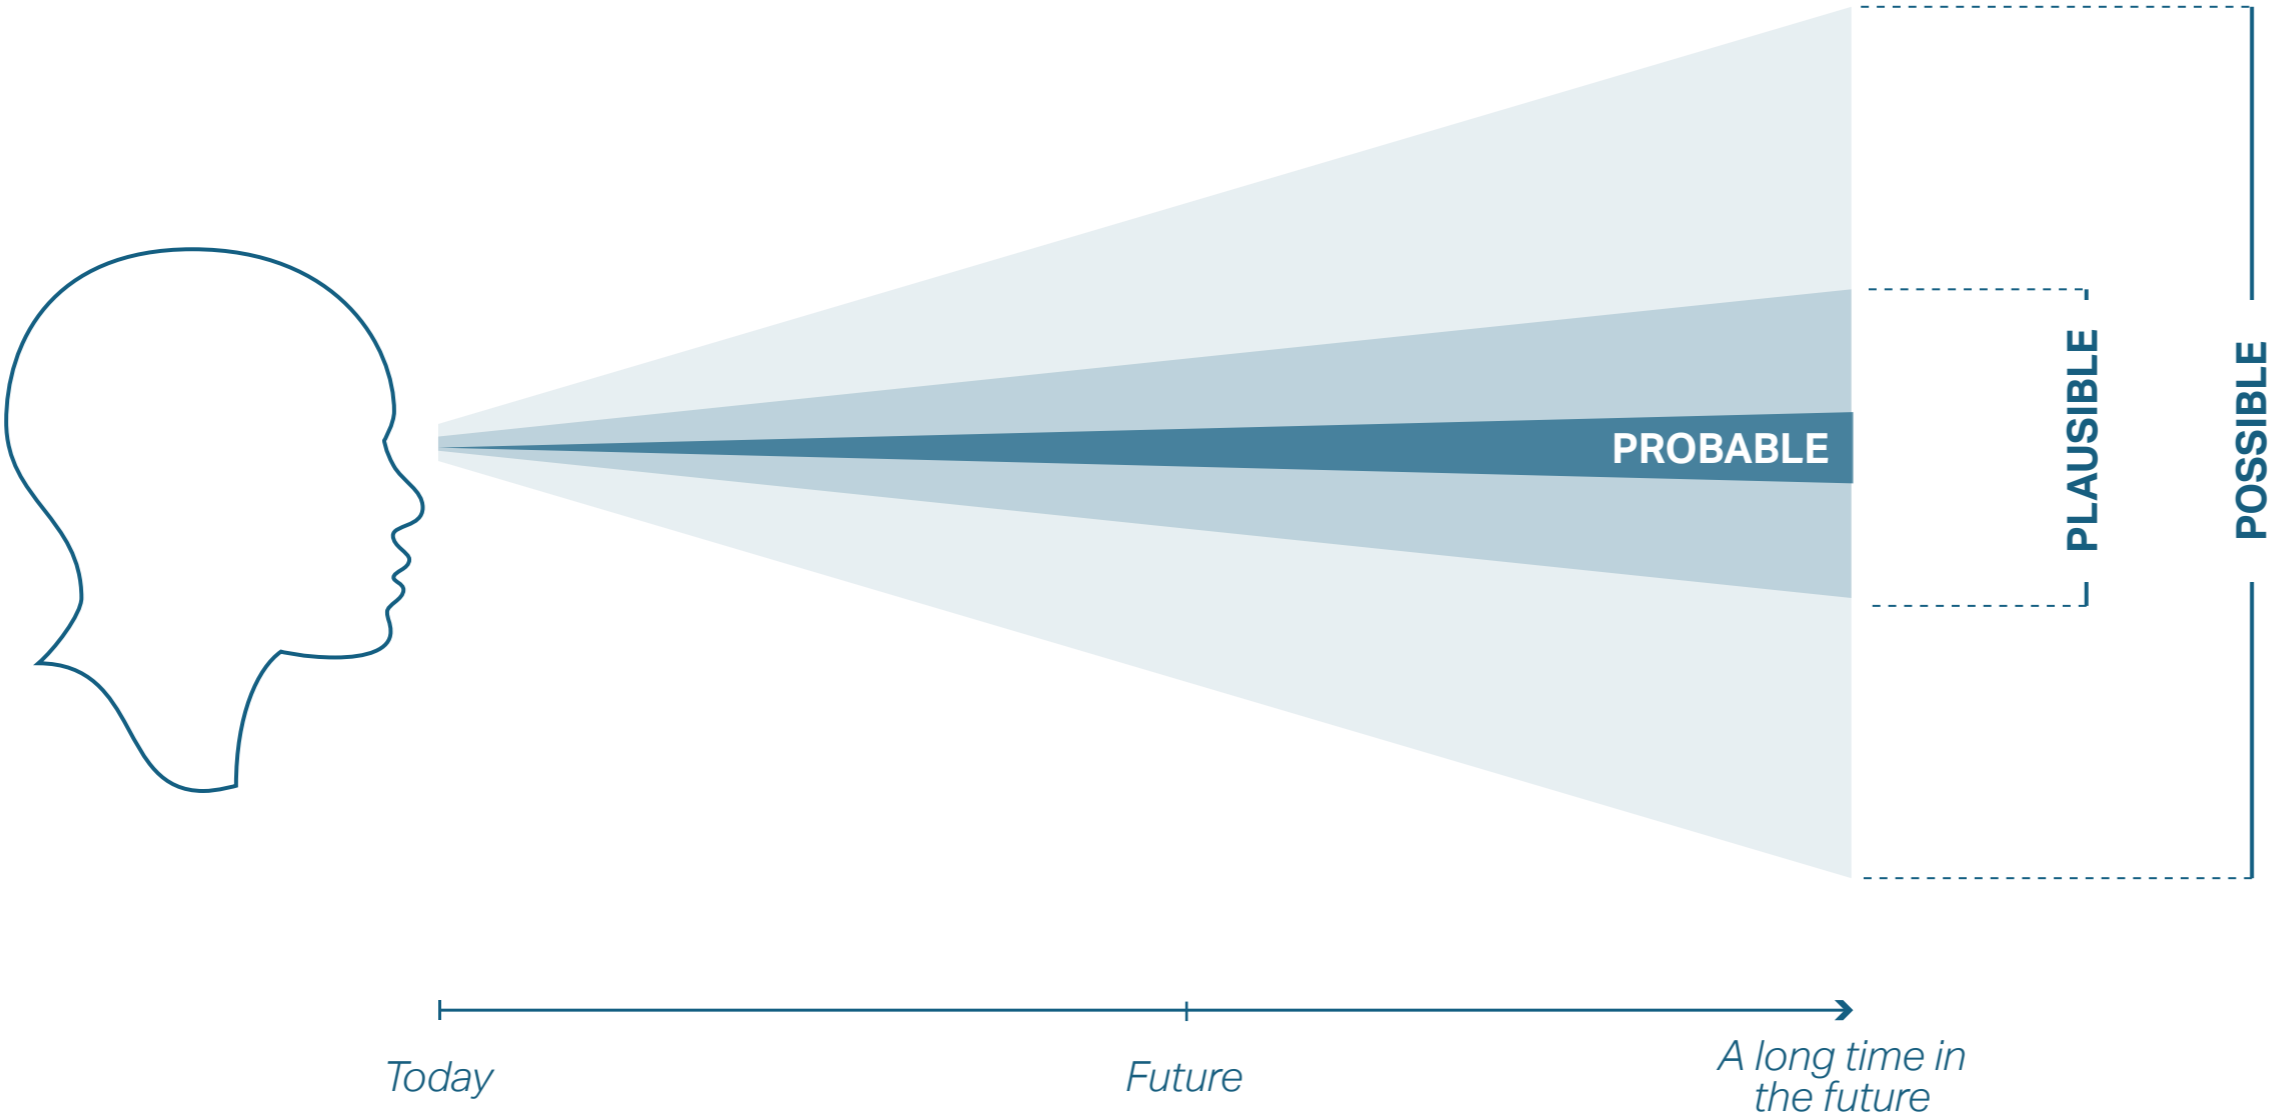 PROBABLE
PLAUSIBLE
POSSIBLE
Today
Future
A long time in
the future